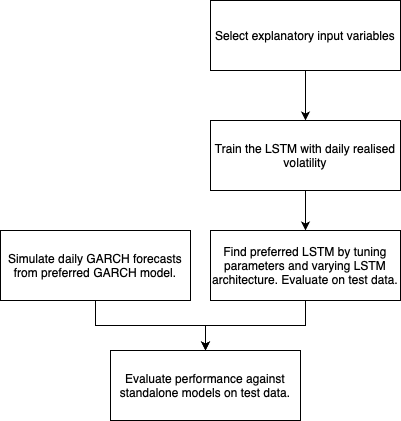 Select explanatory input variables
Train the LSTM with daily realised
volatility
Simulate daily GARCH forecasts
from preferred GARCH model.
Find preferred LSTM by tuning
parameters and varying LSTM
architecture. Evaluate on test data.
Evaluate performance against
standalone models on test data.